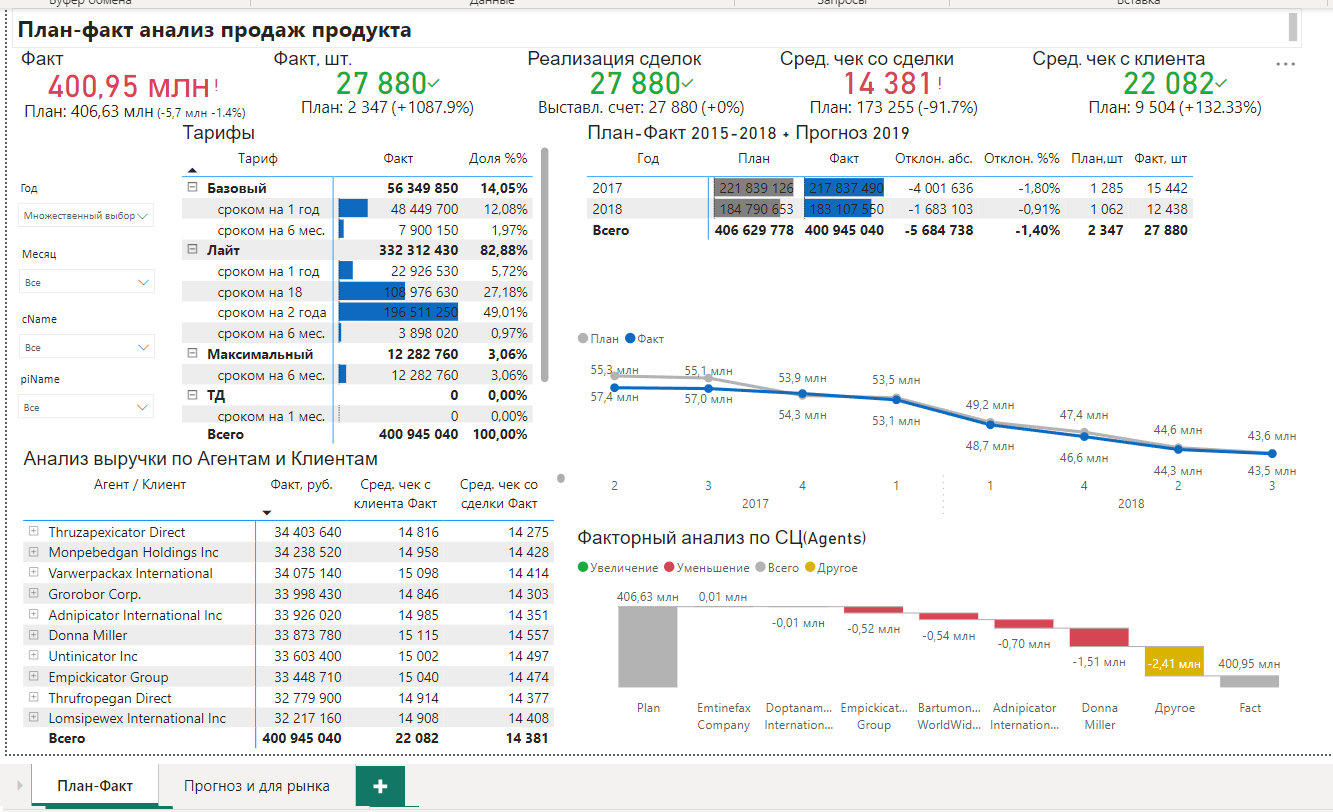 Буфер обмена Данные Запросы Вставка
План-факт анализ продаж продукта
Факт
400,95 млн!
План: 406,63 млн (-5,7 млн -1.4%)
Факт, шт.
27 880✓
План: 2 347 (+1087.9%)
Реализация сделок
27 880✓
Выставл. счет: 27 880 (+0%)
Сред. чек со сделки
14 381!
План: 173 255 (-91.7%)
Сред. чек с клиента
22 082✓
План: 9 504 (+132.33%)
Год
Множественный выбор
Месяц
Все
cName
Все
piName
Все
Тарифы
Тариф Факт Доля %%
Базовый 56 349 850 14,05%
сроком на 1 год 48 449 700 12,08%
сроком на 6 мес. 7 900 150 1,97%
Лайт 332 312 430 82,88%
сроком на 1 год 22 926 530 5,72%
сроком на 18 108 976 630 27,18%
сроком на 2 года 196 511 250 49,01%
сроком на 6 мес. 3 898 020 0,97%
Максимальный 12 282 760 3,06%
сроком на 6 мес. 12 282 760 3,06%
ТД 0 0,00%
сроком на 1 мес. 0 0,00%
Всего 400 945 040 100,00%
План-Факт 2015-2018 + Прогноз 2019
Год План Факт Отклон. абс. Отклон. %% План,шт Факт, шт
2017 221 839 126 217 837 490 -4 001 636 -1,80% 1 285 15 442
2018 184 790 653 183 107 550 -1 683 103 -0,91% 1 062 12 438
Всего 406 629 778 400 945 040 -5 684 738 -1,40% 2 347 27 880
План Факт
55,3 млн 55,1 млн 53,9 млн 53,5 млн 49,2 млн 47,4 млн 44,6 млн 43,6 млн
57,4 млн 57,0 млн 54,3 млн 53,1 млн 48,7 млн 46,6 млн 44,3 млн 43,5 млн
2 3 4 1 1 4 2 3
2017 2018
Анализ выручки по Агентам и Клиентам
Агент / Клиент Факт, руб. Сред. чек с Сред. чек со
клиента Факт сделки Факт
Thruzapexicator Direct 34 403 640 14 816 14 275
Monpebedgan Holdings Inc 34 238 520 14 958 14 428
Varwerpackax International 34 075 140 15 098 14 414
Grorobor Corp. 33 998 430 14 846 14 303
Adnipicator International Inc 33 926 020 14 985 14 351
Donna Miller 33 873 780 15 115 14 557
Untinicator Inc 33 603 400 15 002 14 497
Empickicator Group 33 448 710 15 040 14 474
Thrufropegan Direct 32 779 900 14 914 14 377
Lomsipewex International Inc 32 217 160 14 908 14 408
Всего 400 945 040 22 082 14 381
Факторный анализ по СЦ(Agents)
Увеличение Уменьшение Всего Другое
406,63 млн 0,01 млн -0,01 млн -0,52 млн -0,54 млн -0,70 млн -1,51 млн -2,41 млн 400,95 млн
Plan Emtinefax Doptanam... Empickicat... Bartumon... Adnipicator Donna Другое Fact
Company Internation... Group WorldWid... Internation... Miller
План-Факт Прогноз и для рынка +